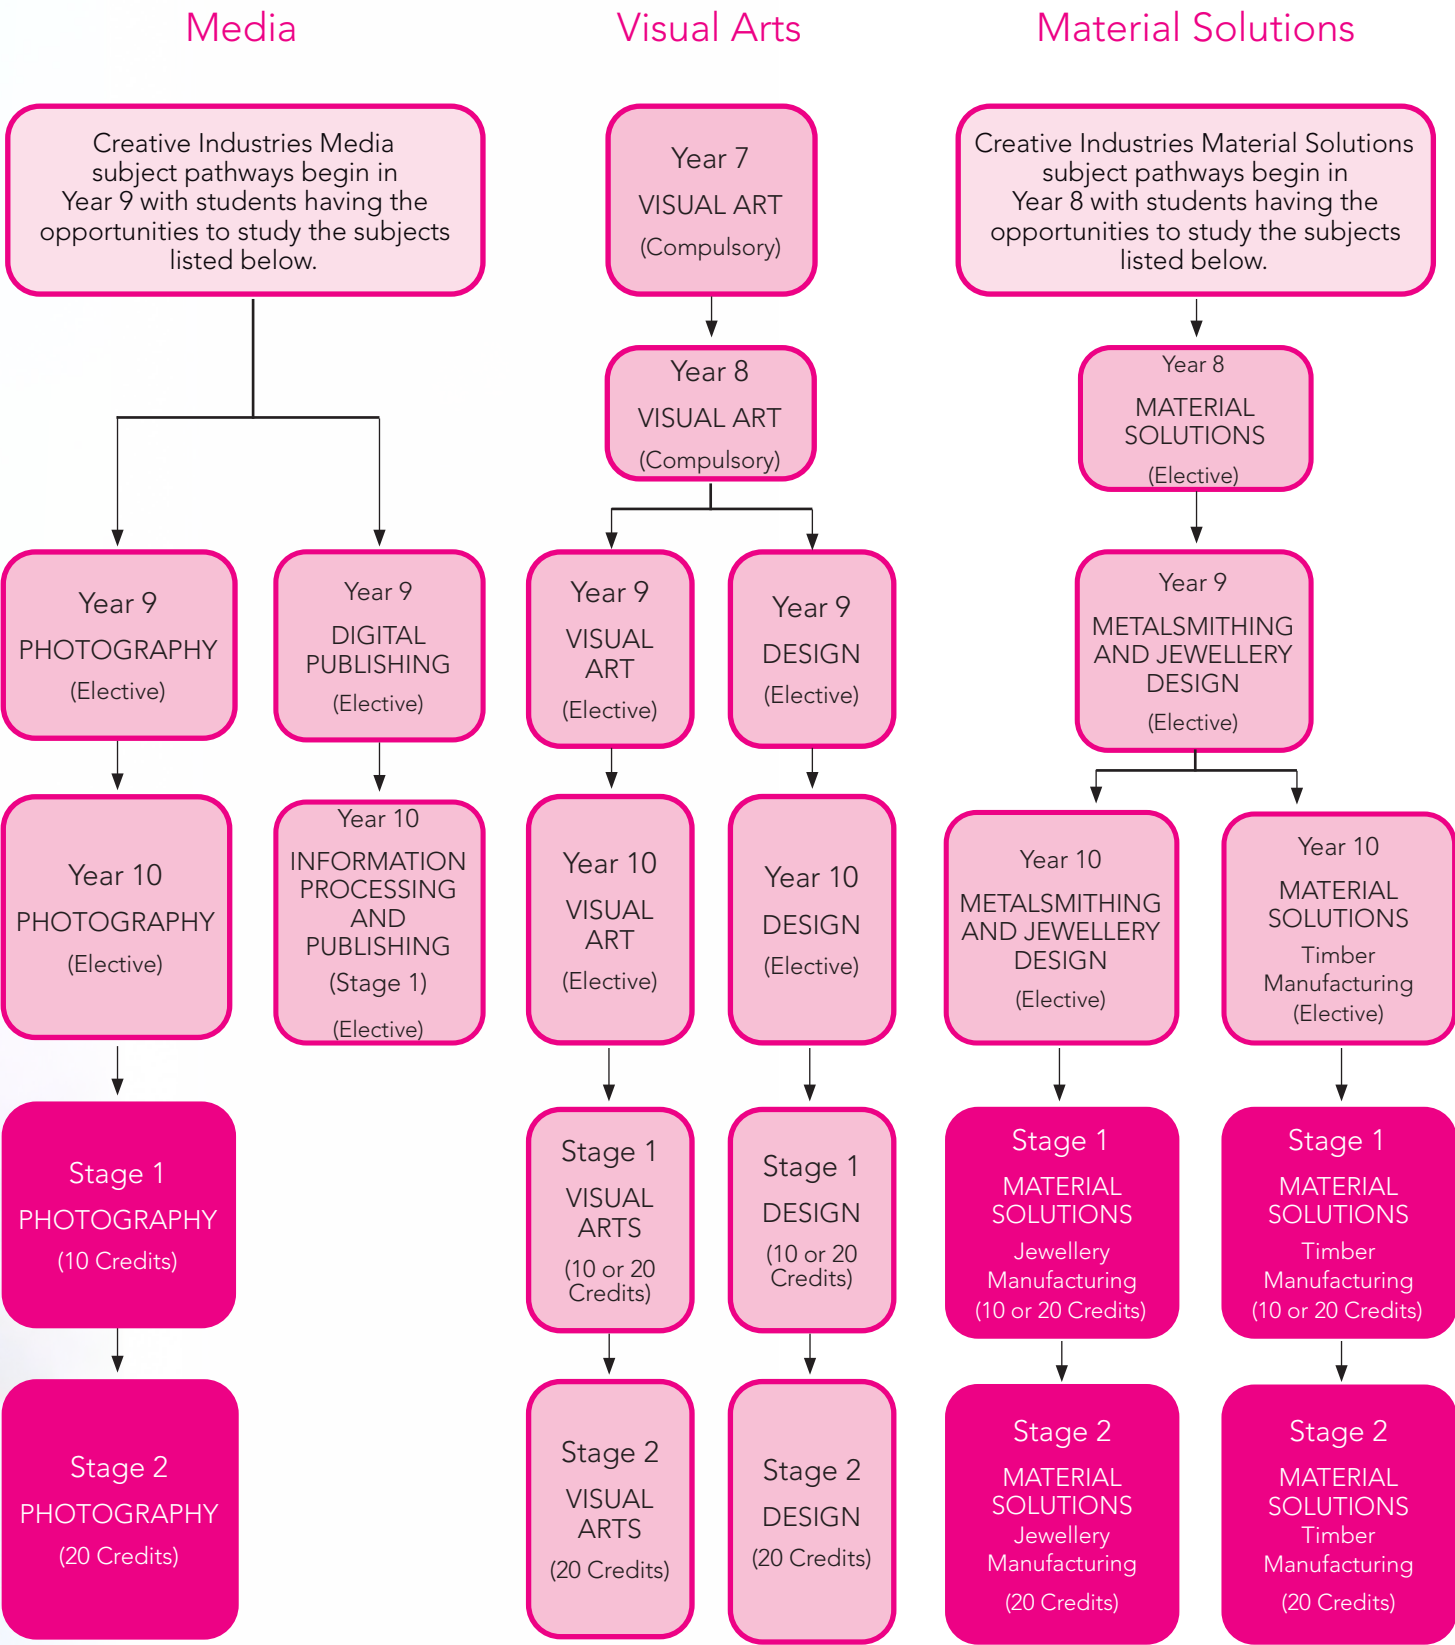 Media
Visual Arts
Material Solutions
Creative Industries Media
subject pathways begin in
Year 9 with students having the
opportunities to study the subjects
listed below.
Year 7
VISUAL ART
(Compulsory)
Creative Industries Material Solutions
subject pathways begin in
Year 8 with students having the
opportunities to study the subjects
listed below.
Year 8
VISUAL ART
(Compulsory)
Year 8
MATERIAL
SOLUTIONS
(Elective)
Year 9
PHOTOGRAPHY
(Elective)
Year 9
DIGITAL
PUBLISHING
(Elective)
Year 9
VISUAL
ART
(Elective)
Year 9
DESIGN
(Elective)
Year 9
METALSMITHING
AND JEWELLERY
DESIGN
(Elective)
Year 10
PHOTOGRAPHY
(Elective)
Year 10
INFORMATION
PROCESSING
AND
PUBLISHING
(Stage 1)
(Elective)
Year 10
VISUAL
ART
(Elective)
Year 10
DESIGN
(Elective)
Year 10
METALSMITHING
AND JEWELLERY
DESIGN
(Elective)
Year 10
MATERIAL
SOLUTIONS
Timber
Manufacturing
(Elective)
Stage 1
PHOTOGRAPHY
(10 Credits)
Stage 1
VISUAL
ARTS
(10 or 20
Credits)
Stage 1
DESIGN
(10 or 20
Credits)
Stage 1
MATERIAL
SOLUTIONS
Jewellery
Manufacturing
(10 or 20 Credits)
Stage 1
MATERIAL
SOLUTIONS
Timber
Manufacturing
(10 or 20 Credits)
Stage 2
PHOTOGRAPHY
(20 Credits)
Stage 2
VISUAL
ARTS
(20 Credits)
Stage 2
DESIGN
(20 Credits)
Stage 2
MATERIAL
SOLUTIONS
Jewellery
Manufacturing
(20 Credits)
Stage 2
MATERIAL
SOLUTIONS
Timber
Manufacturing
(20 Credits)